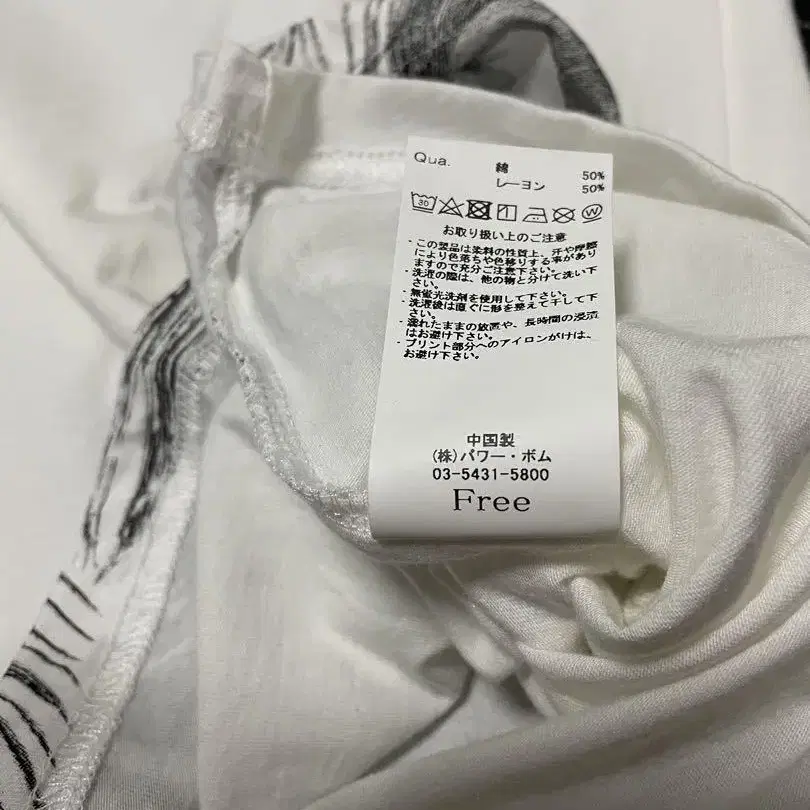 Qua. 綿 50%
レーヨン 50%
30 W
お取り扱い上のご注意
・この製品は染料の性質上、汗や摩擦
により色落ちや色移りする事があり
ますので充分ご注意下さい。
・洗濯の際は、他の物と分けて洗い下
さい。
・無蛍光洗剤を使用して下さい。
・洗濯後は直ぐに形を整えて干して下
さい。
・濡れたままの放置や、長時間の浸漬
はお避け下さい。
・プリント部分へのアイロンがけは、
お避け下さい。
中国製
(株)パワー・ボム
03-5431-5800
Free